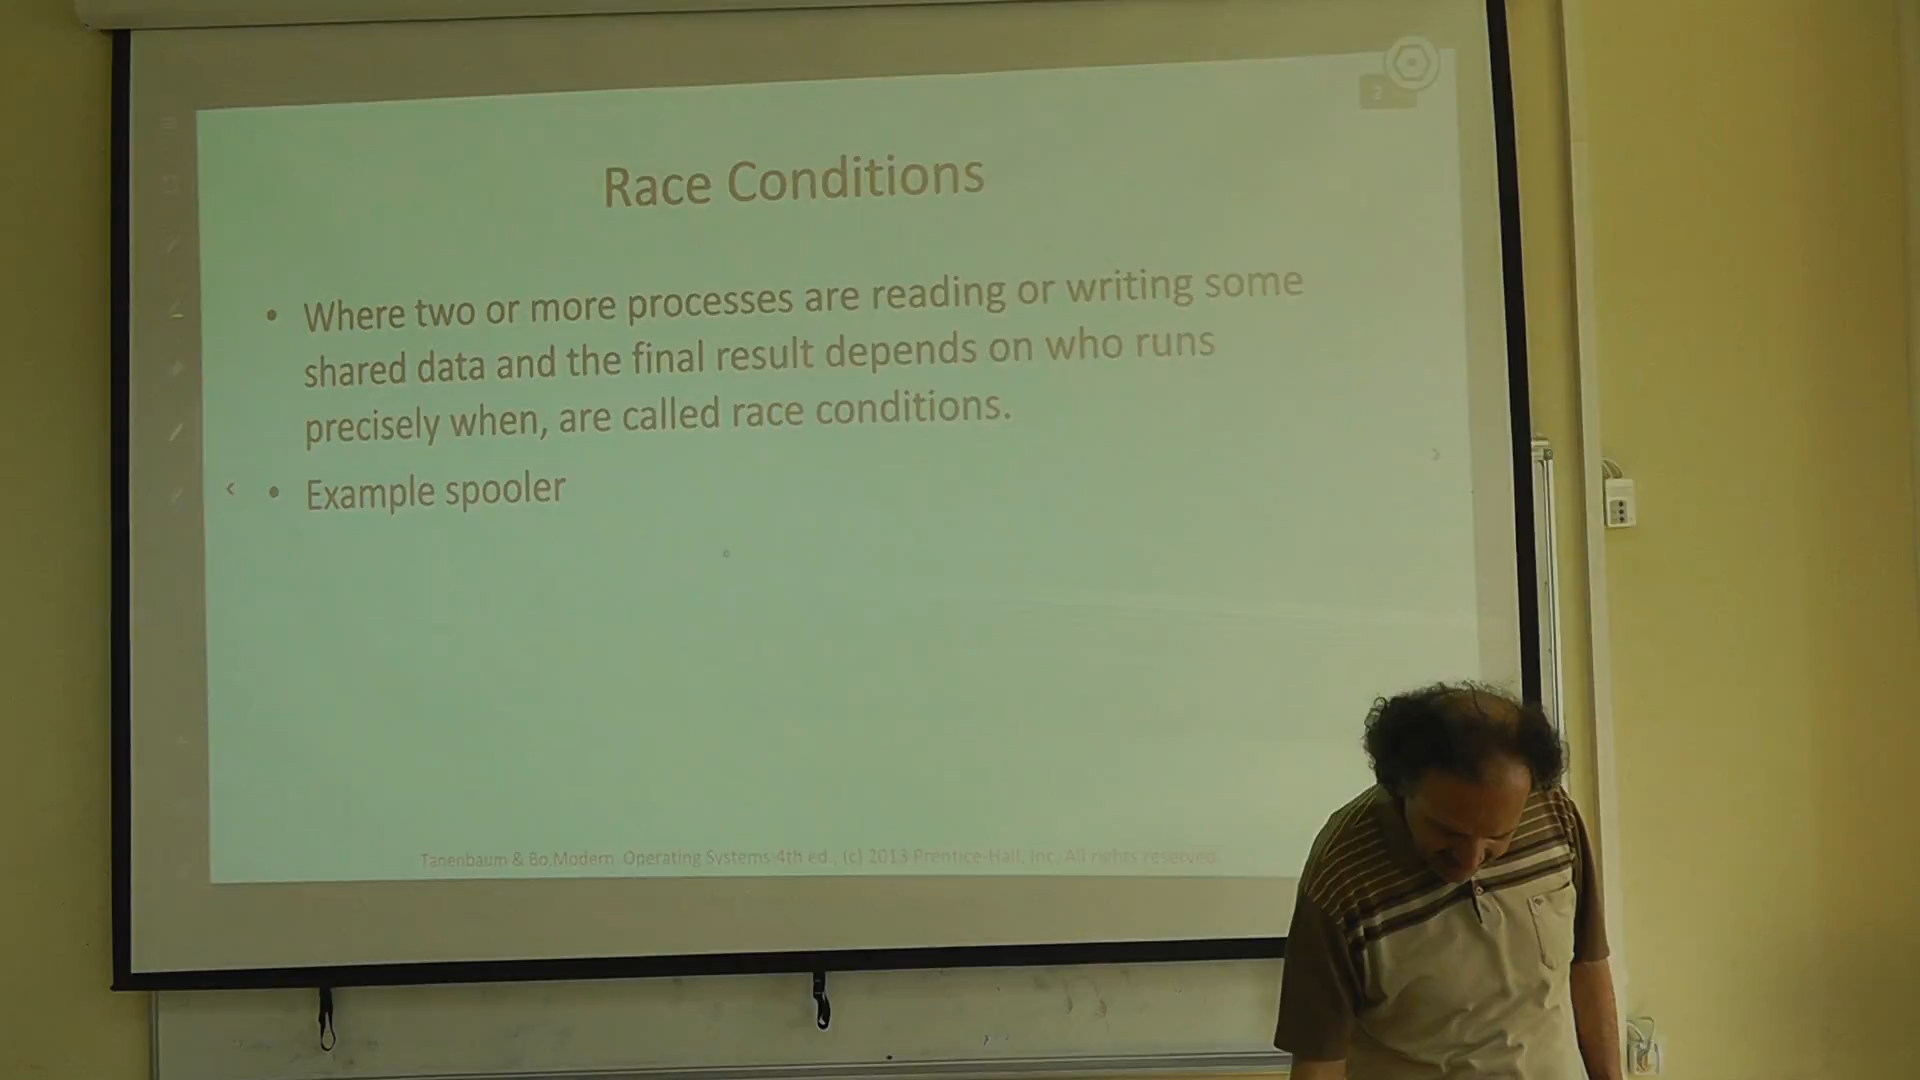 2
Race Conditions
• Where two or more processes are reading or writing some
shared data and the final result depends on who runs
precisely when, are called race conditions.
• Example spooler
Tanenbaum & Bo,Modern Operating Systems 4th ed., (c) 2013 Prentice-Hall, Inc. All rights reserved.